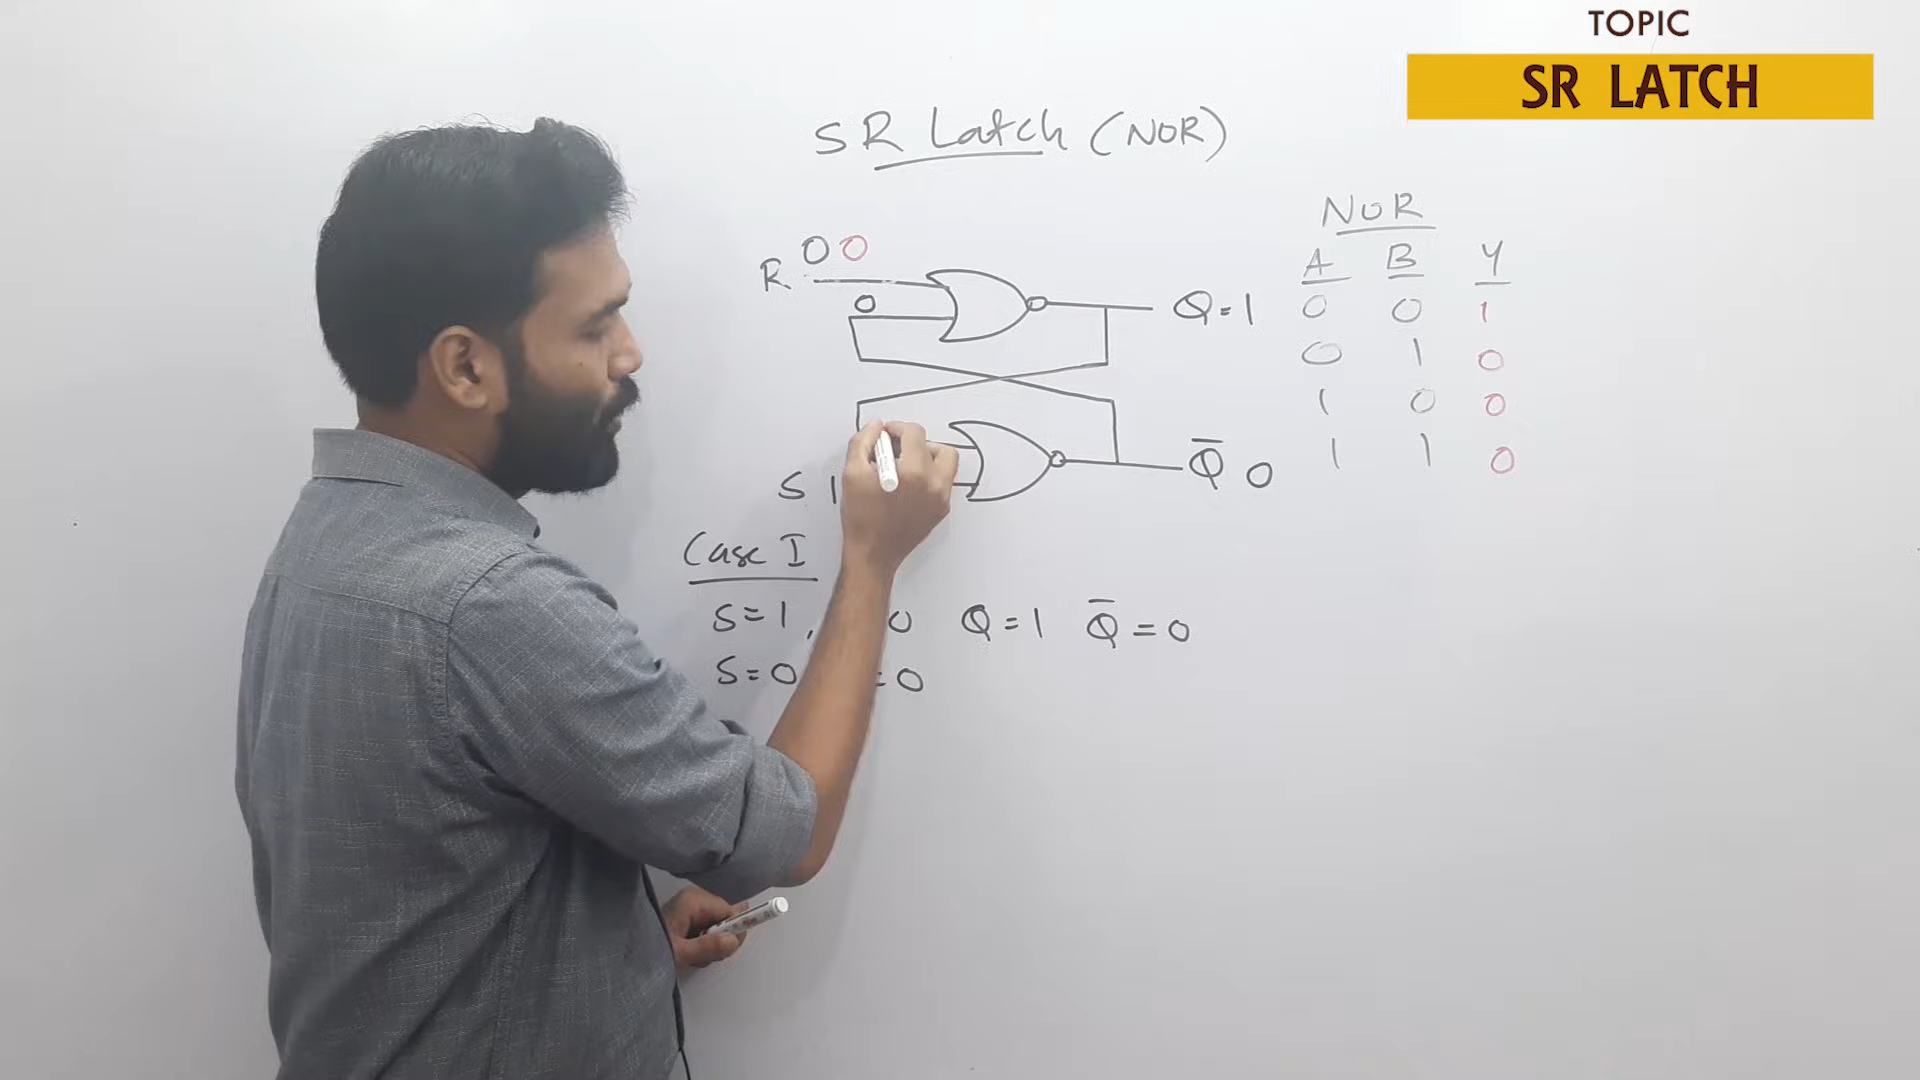 TOPIC
SR LATCH
SR Latch (NOR)
NOR
A B Y
0 0 1
0 1 0
1 0 0
1 1 0
R 0 0
0
Q=1
S 1
Q̅ 0
Case I
S=1, 0 Q=1 Q̅=0
S=0 =0